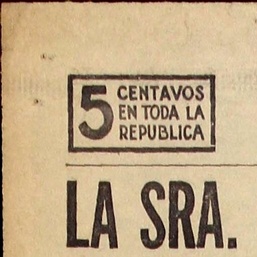 5 CENTAVOS
EN TODA LA
REPUBLICA
LA SRA.